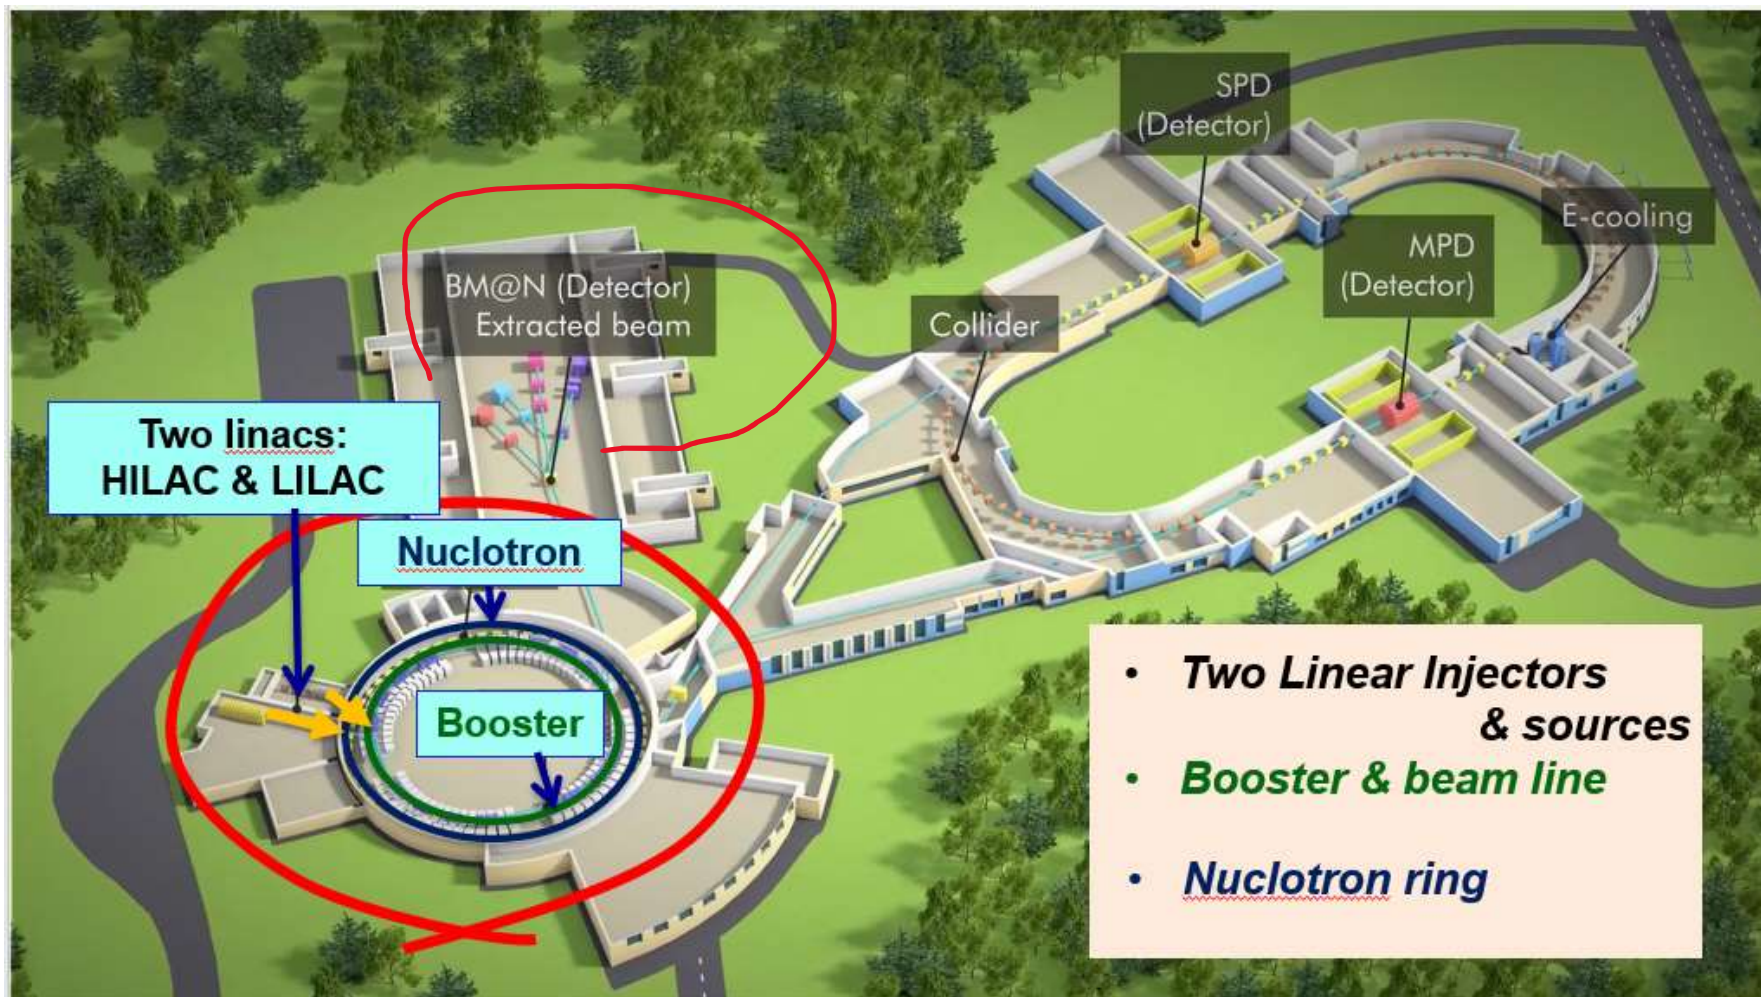 SPD
(Detector)
E-cooling
MPD
(Detector)
BM@N (Detector)
Extracted beam
Collider
Two linacs:
HILAC & LILAC
Nuclotron
Booster
• Two Linear Injectors
& sources
• Booster & beam line
• Nuclotron ring